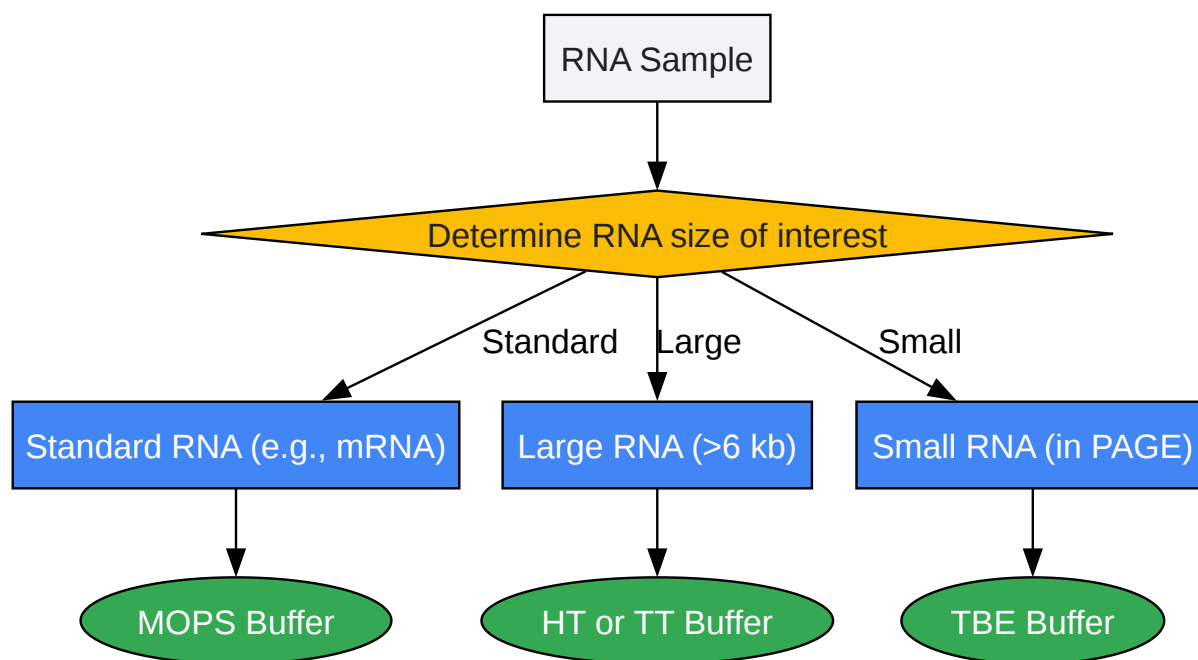 RNA Sample
Determine RNA size of interest
Standard
Large
Small
Standard RNA (e.g., mRNA)
Large RNA (>6 kb)
Small RNA (in PAGE)
MOPS Buffer
HT or TT Buffer
TBE Buffer